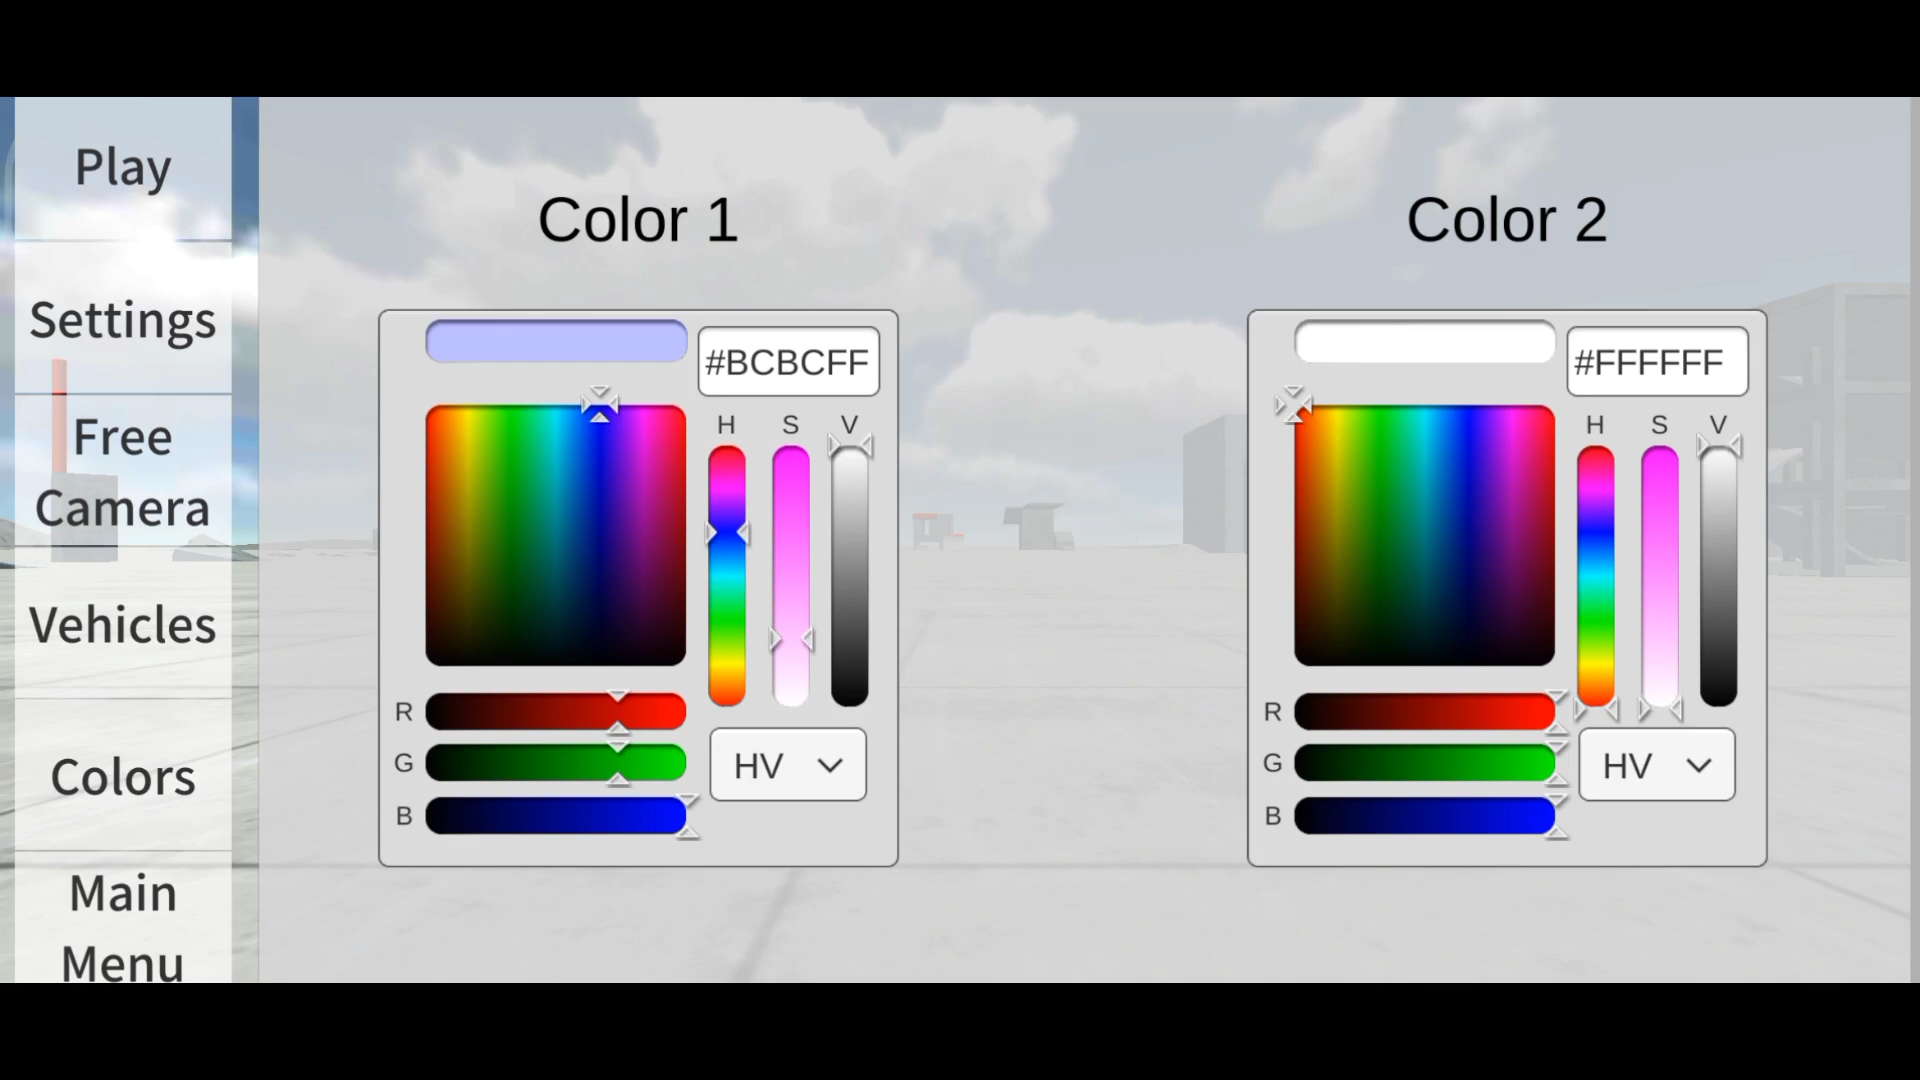 Play
Settings
Free
Camera
Vehicles
Colors
Main
Menu
Color 1
#BCBCFF
H S V
R
G
B
HV
Color 2
#FFFFFF
H S V
R
G
B
HV